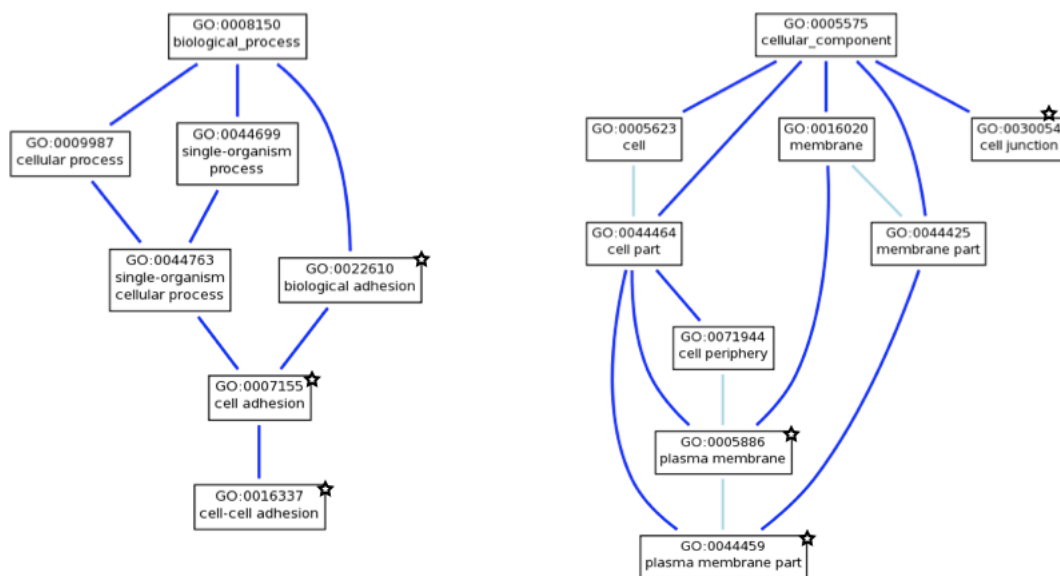 GO:0008150
biological_process
GO:0009987
cellular process
GO:0044699
single-organism
process
GO:0044763
single-organism
cellular process
GO:0022610
biological adhesion
GO:0007155
cell adhesion
GO:0016337
cell-cell adhesion
GO:0005575
cellular_component
GO:0005623
cell
GO:0016020
membrane
GO:0030054
cell junction
GO:0044464
cell part
GO:0044425
membrane part
GO:0071944
cell periphery
GO:0005886
plasma membrane
GO:0044459
plasma membrane part